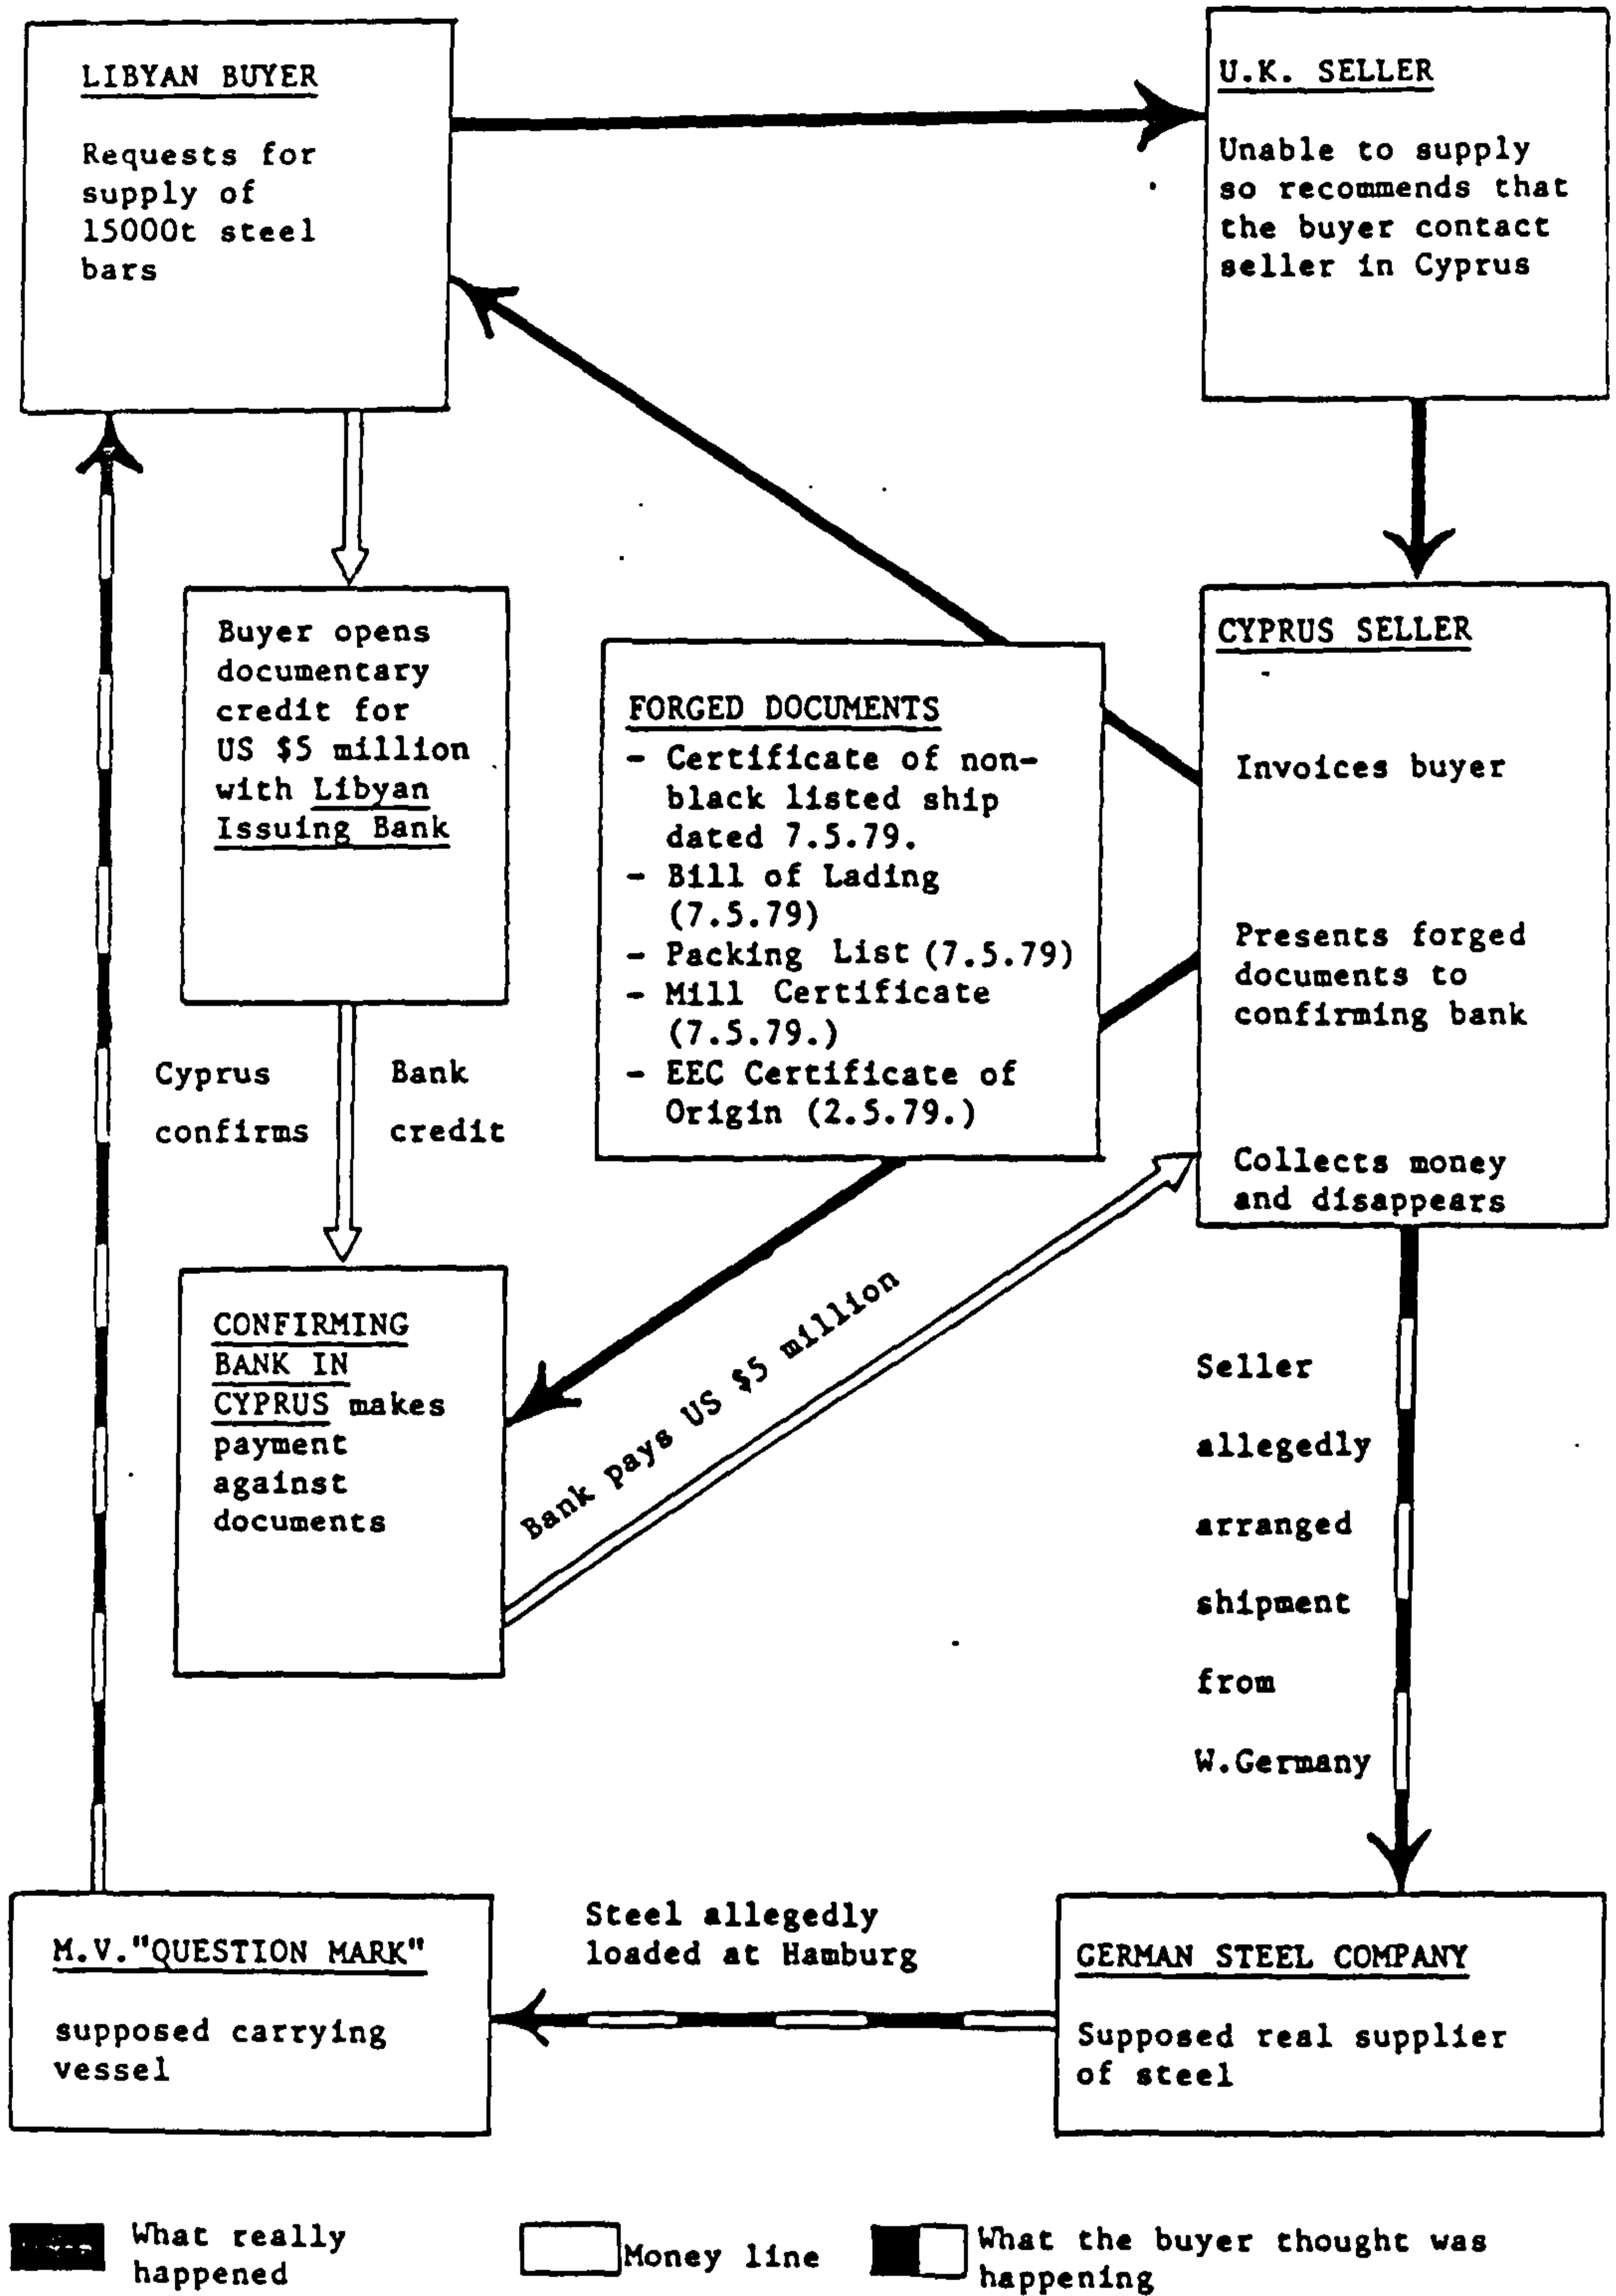 LIBYAN BUYER
Requests for
supply of
15000t steel
bars
U.K. SELLER
Unable to supply
so recommends that
the buyer contact
seller in Cyprus
Buyer opens
documentary
credit for
US $5 million
with Libyan
Issuing Bank
FORGED DOCUMENTS
- Certificate of non-
black listed ship
dated 7.5.79.
- Bill of Lading
(7.5.79)
- Packing List (7.5.79)
- Mill Certificate
(7.5.79.)
- EEC Certificate of
Origin (2.5.79.)
CYPRUS SELLER
Invoices buyer
Presents forged
documents to
confirming bank
Collects money
and disappears
Cyprus Bank
confirms credit
CONFIRMING
BANK IN
CYPRUS makes
payment
against
documents
Bank pays US $5 million
Seller
allegedly
arranged
shipment
from
W.Germany
M.V."QUESTION MARK"
supposed carrying
vessel
Steel allegedly
loaded at Hamburg
GERMAN STEEL COMPANY
Supposed real supplier
of steel
What really
happened
Money line
What the buyer thought was
happening